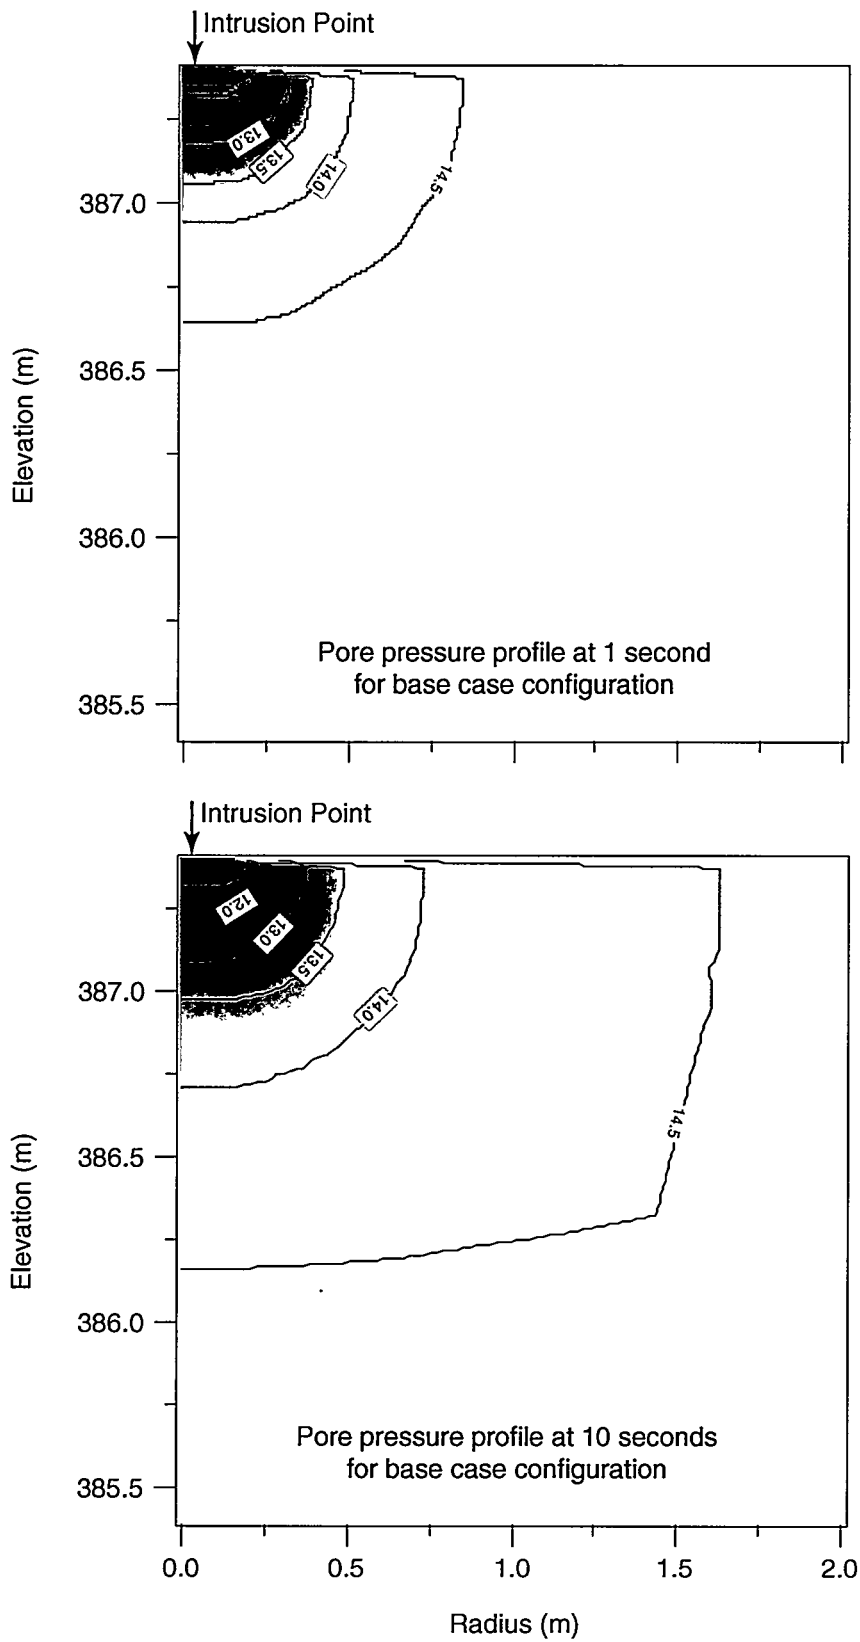 Intrusion Point
13.0
13.5
14.0
14.5
387.0
386.5
386.0
385.5
Elevation (m)
Pore pressure profile at 1 second
for base case configuration
Intrusion Point
12.0
13.0
13.5
14.0
14.5
387.0
386.5
386.0
385.5
Elevation (m)
Pore pressure profile at 10 seconds
for base case configuration
0.0 0.5 1.0 1.5 2.0
Radius (m)